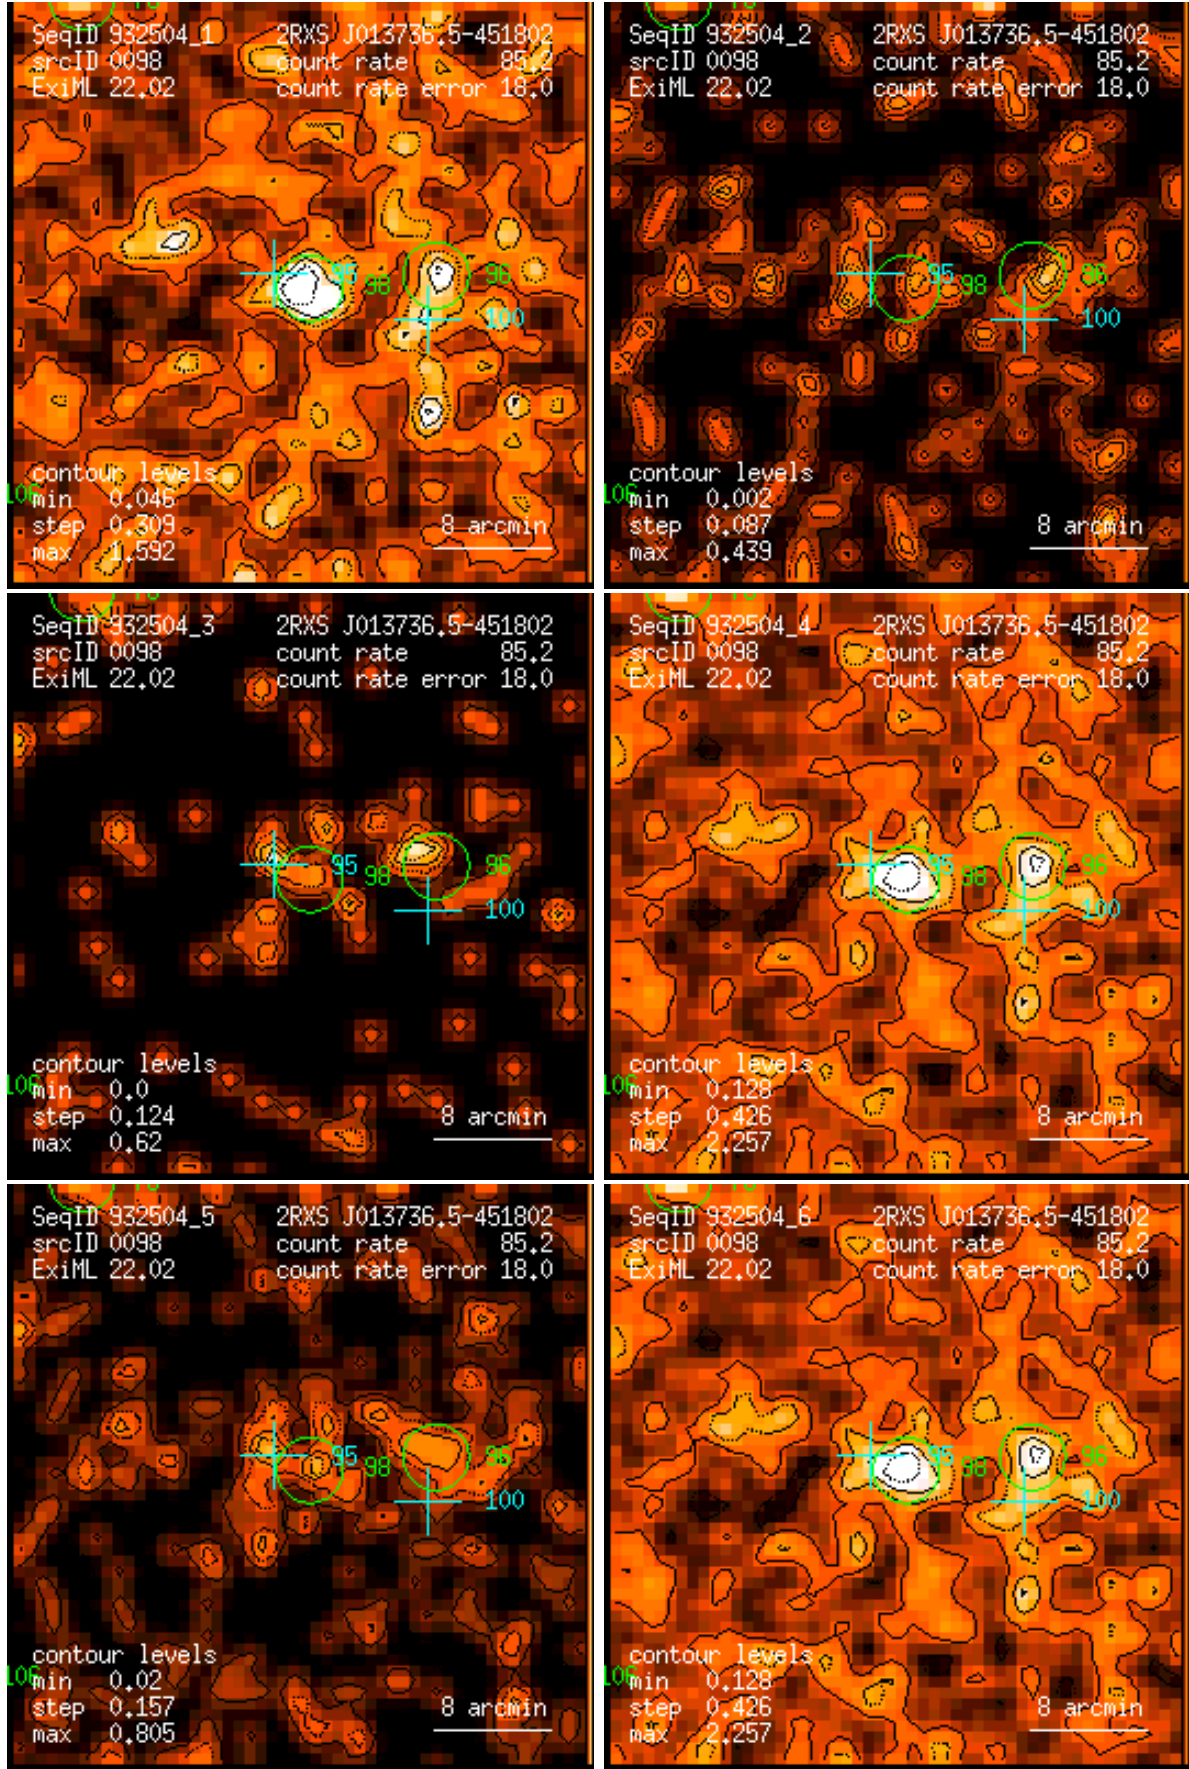 SeqID 932504_1 2RXS J013736.5-451802
srcID 0098 count rate 85.2
ExiML 22.02 count rate error 18.0
95 98 96
100
contour levels
106
min 0.046
step 0.309 8 arcmin
max 1.592
SeqID 932504_2 2RXS J013736.5-451802
srcID 0098 count rate 85.2
ExiML 22.02 count rate error 18.0
95 98 96
100
contour levels
106
min 0.002
step 0.087 8 arcmin
max 0.439
SeqID 932504_3 2RXS J013736.5-451802
srcID 0098 count rate 85.2
ExiML 22.02 count rate error 18.0
95 98 96
100
contour levels
106
min 0.0
step 0.124 8 arcmin
max 0.62
SeqID 932504_4 2RXS J013736.5-451802
srcID 0098 count rate 85.2
ExiML 22.02 count rate error 18.0
95 98 96
100
contour levels
106
min 0.128
step 0.426 8 arcmin
max 2.257
SeqID 932504_5 2RXS J013736.5-451802
srcID 0098 count rate 85.2
ExiML 22.02 count rate error 18.0
95 98 96
100
contour levels
106
min 0.02
step 0.157 8 arcmin
max 0.805
SeqID 932504_6 2RXS J013736.5-451802
srcID 0098 count rate 85.2
ExiML 22.02 count rate error 18.0
95 98 96
100
contour levels
106
min 0.128
step 0.426 8 arcmin
max 2.257